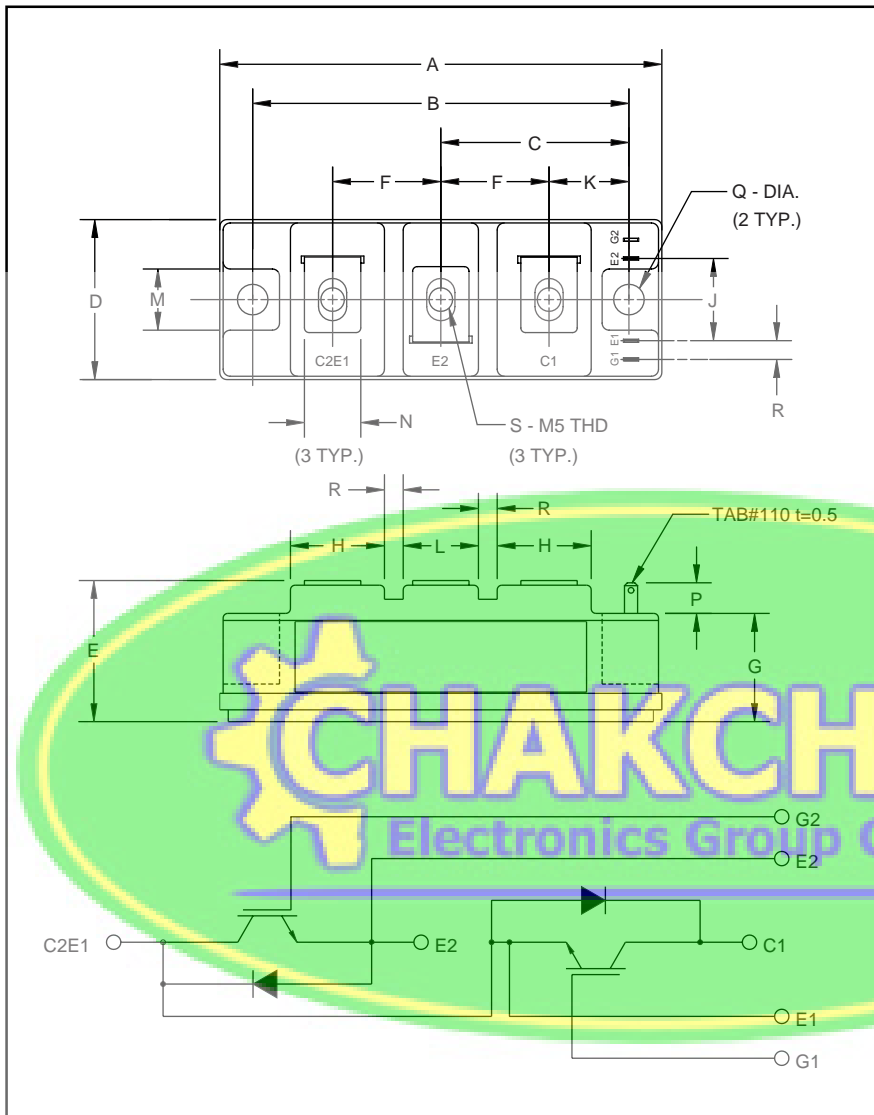 A
B
C
F F K
Q - DIA.
(2 TYP.)
G2
E2
D M J
E1
G1
C2E1 E2 C1
R
N
S - M5 THD
(3 TYP.) (3 TYP.)
R
R
TAB#110 t=0.5
H L H
P
E
G
CHAKCH
Electronics Group C
G2
E2
C2E1 E2 C1
E1
G1